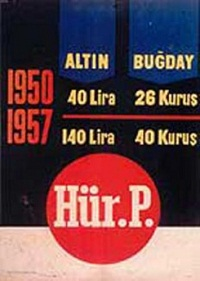 ALTIN BUĞDAY
1950 40 Lira 26 Kuruş
1957 140 Lira 40 Kuruş
Hür.P.